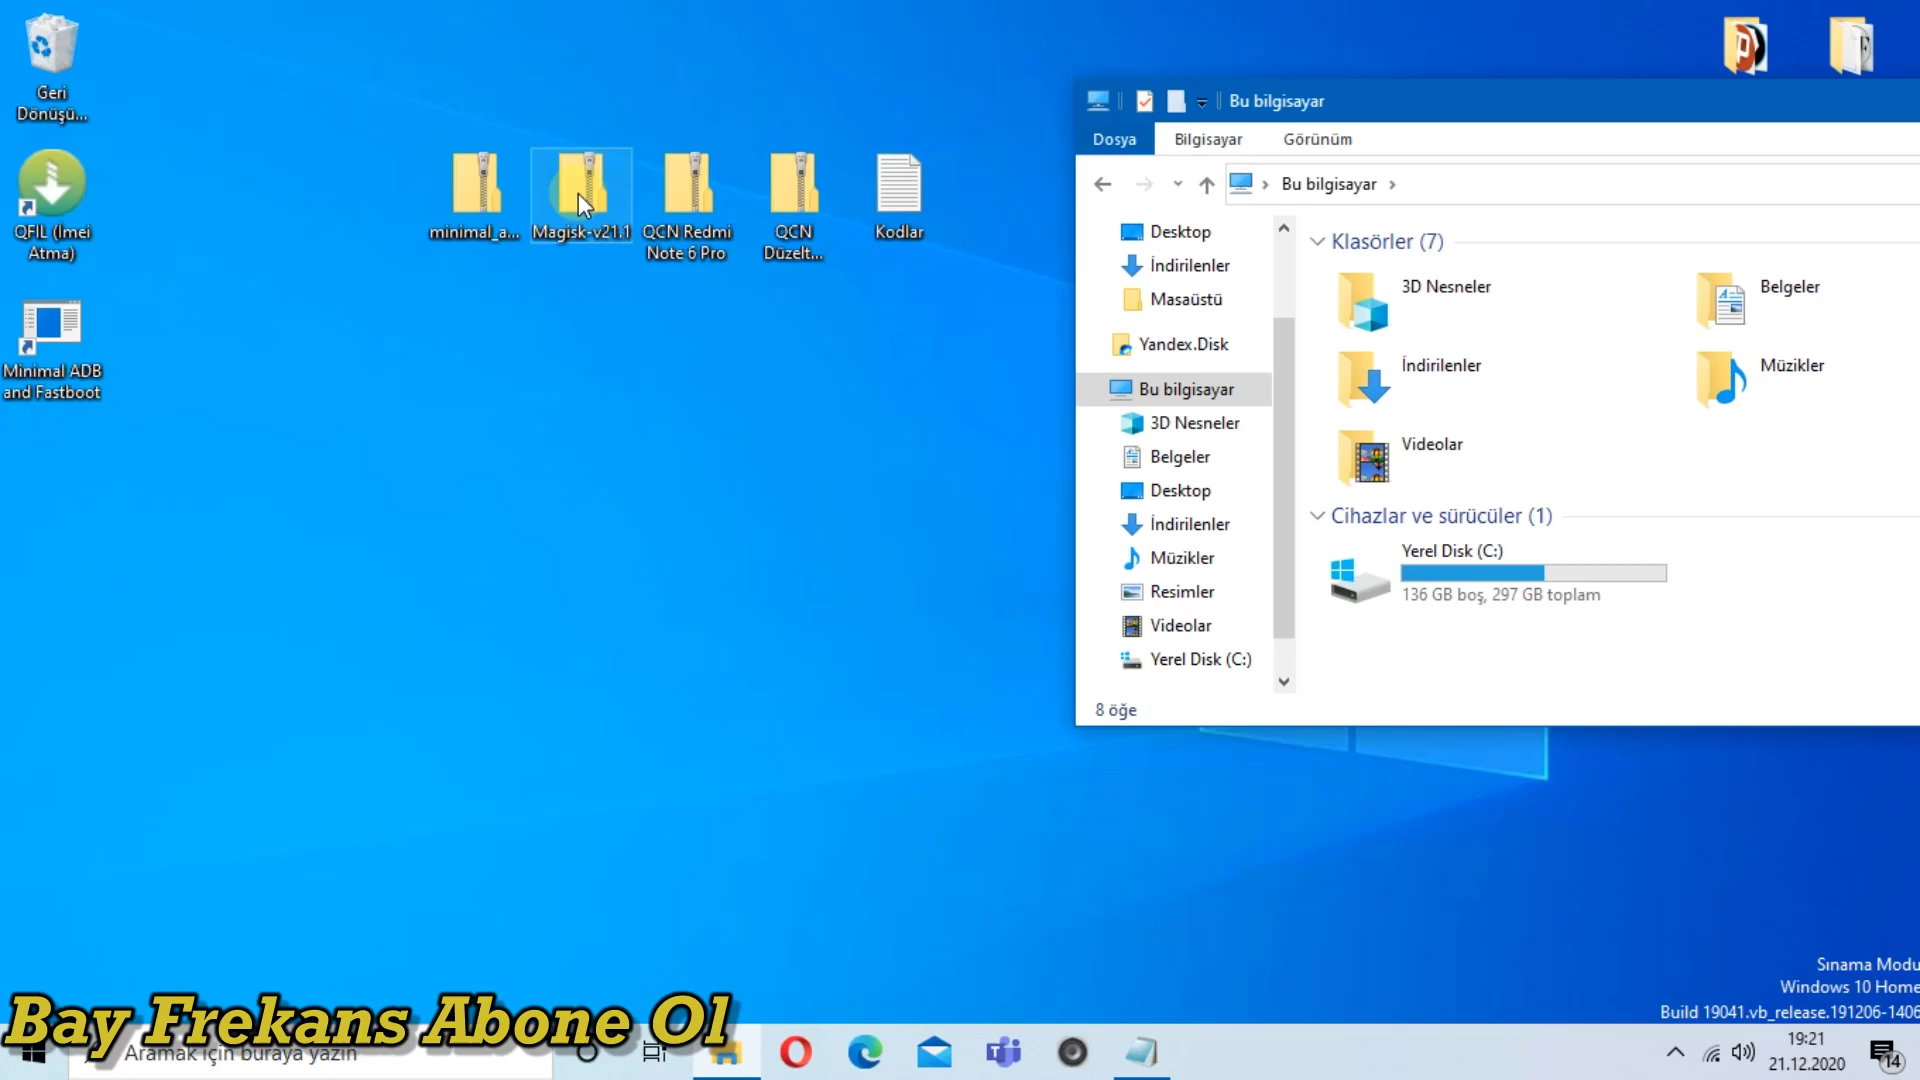 Geri
Dönüşü...
QFIL (İmei
Atma)
Minimal ADB
and Fastboot
minimal_a...
Magisk-v21.1
QCN Redmi
Note 6 Pro
QCN
Düzelt...
Kodlar
Bu bilgisayar
Dosya
Bilgisayar
Görünüm
Bu bilgisayar
Desktop
İndirilenler
Masaüstü
Yandex.Disk
Bu bilgisayar
3D Nesneler
Belgeler
Desktop
İndirilenler
Müzikler
Resimler
Videolar
Yerel Disk (C:)
Klasörler (7)
3D Nesneler
Belgeler
İndirilenler
Müzikler
Videolar
Cihazlar ve sürücüler (1)
Yerel Disk (C:)
136 GB boş, 297 GB toplam
8 öğe
Sınama Modu
Windows 10 Home
Build 19041.vb_release.191206-1406
Bay Frekans Abone Ol
Aramak için buraya yazın
19:21
21.12.2020
14